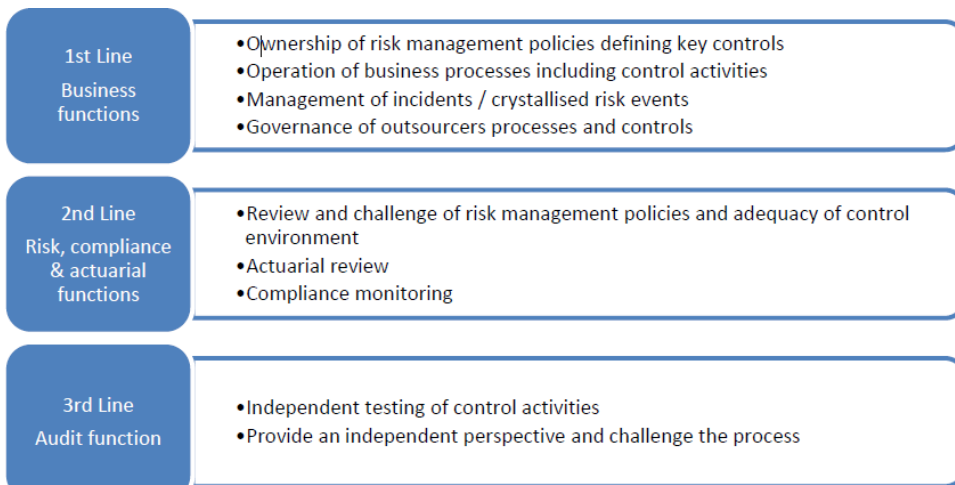 1st Line
Business
functions
•Ownership of risk management policies defining key controls
•Operation of business processes including control activities
•Management of incidents / crystallised risk events
•Governance of outsourcers processes and controls
2nd Line
Risk, compliance
& actuarial
functions
•Review and challenge of risk management policies and adequacy of control
environment
•Actuarial review
•Compliance monitoring
3rd Line
Audit function
•Independent testing of control activities
•Provide an independent perspective and challenge the process